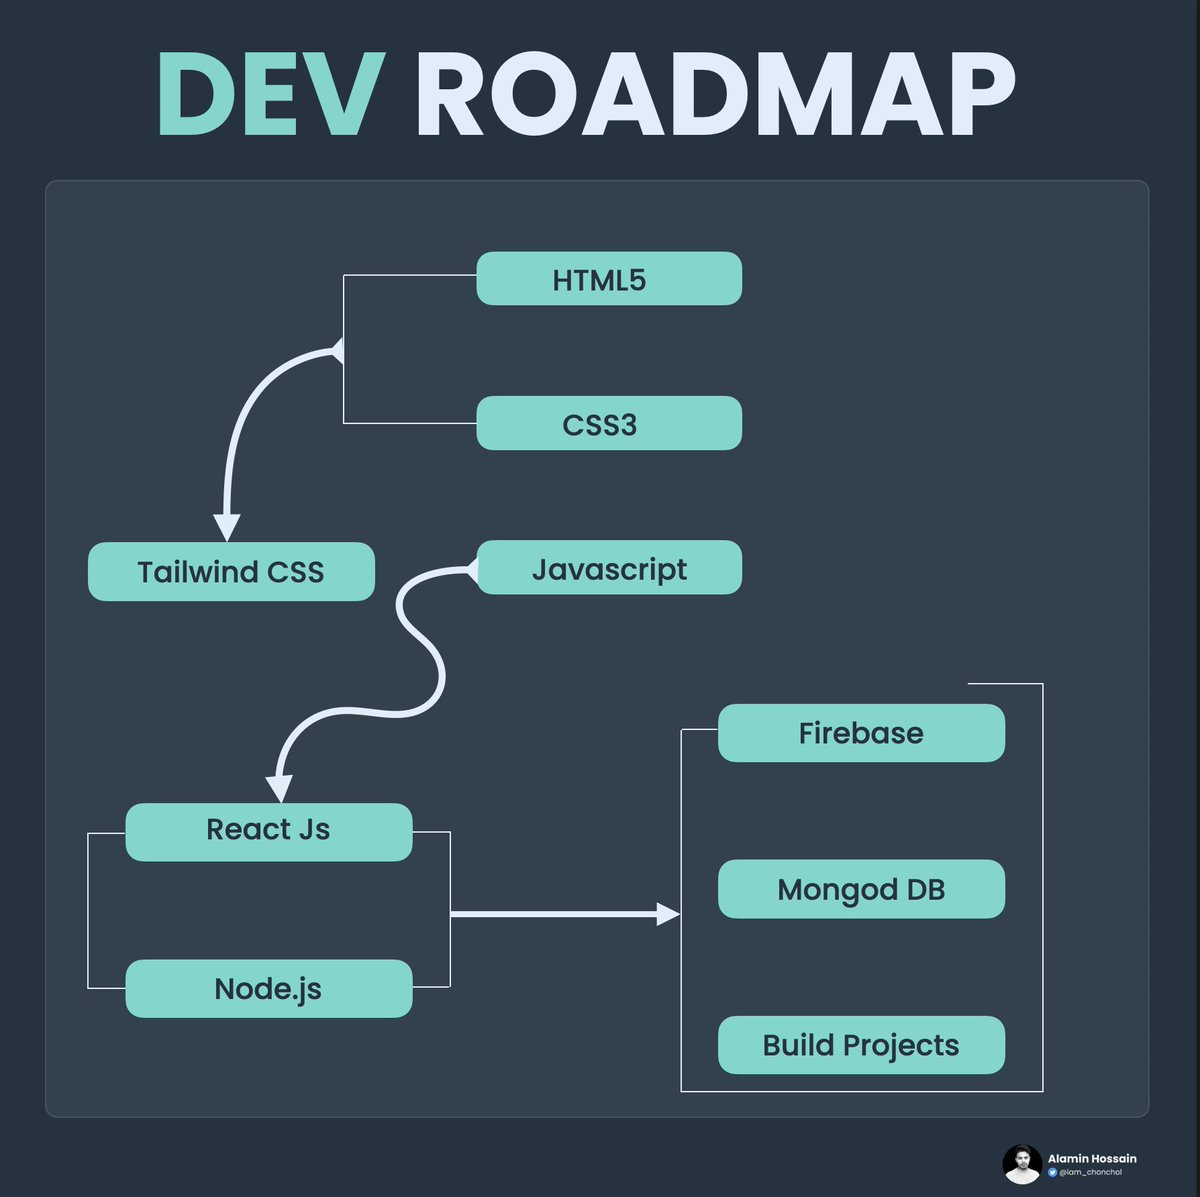 DEV ROADMAP
HTML5
CSS3
Tailwind CSS
Javascript
Firebase
React Js
Mongod DB
Node.js
Build Projects
Alamin Hossain
@iam_chonchol